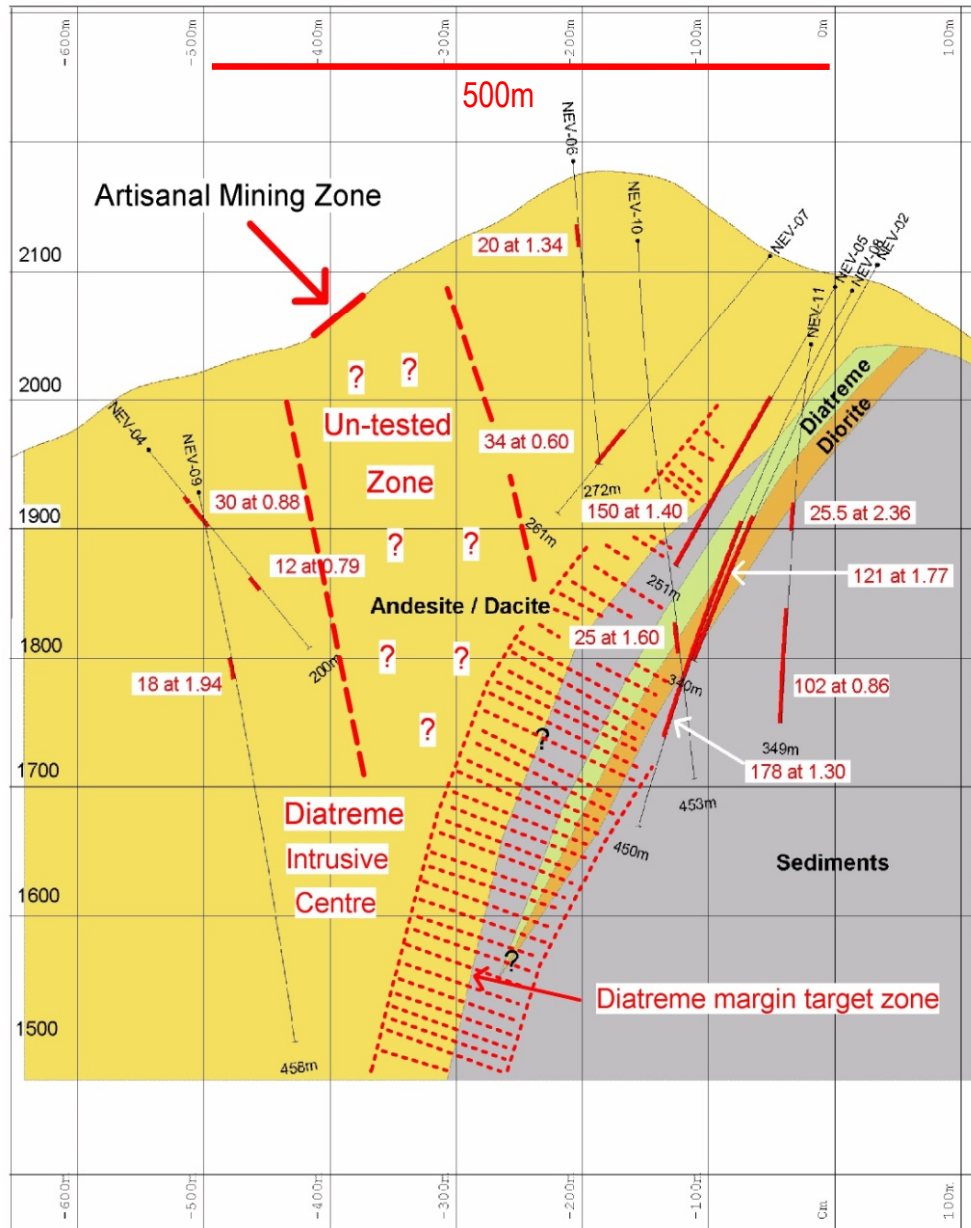 -600m
-500m
-400m
-300m
-200m
-100m
0m
100m
500m
NEV-06
NEV-10
NEV-07
NEV-05
NEV-08
NEV-02
NEV-11
Artisanal Mining Zone
20 at 1.34
2100
2000
? ?
Un-tested
Zone
34 at 0.60
Diatreme
Diorite
NEV-04
NEV-09
30 at 0.88
272m
261m
150 at 1.40
25.5 at 2.36
1900
? ?
12 at 0.79
251m
121 at 1.77
Andesite / Dacite
25 at 1.60
1800
200m
? ?
18 at 1.94
340m
102 at 0.86
?
?
349m
178 at 1.30
1700
453m
Diatreme
Intrusive
Centre
450m
Sediments
1600
?
Diatreme margin target zone
1500
458m
-600m
-500m
-400m
-300m
-200m
-100m
0m
100m